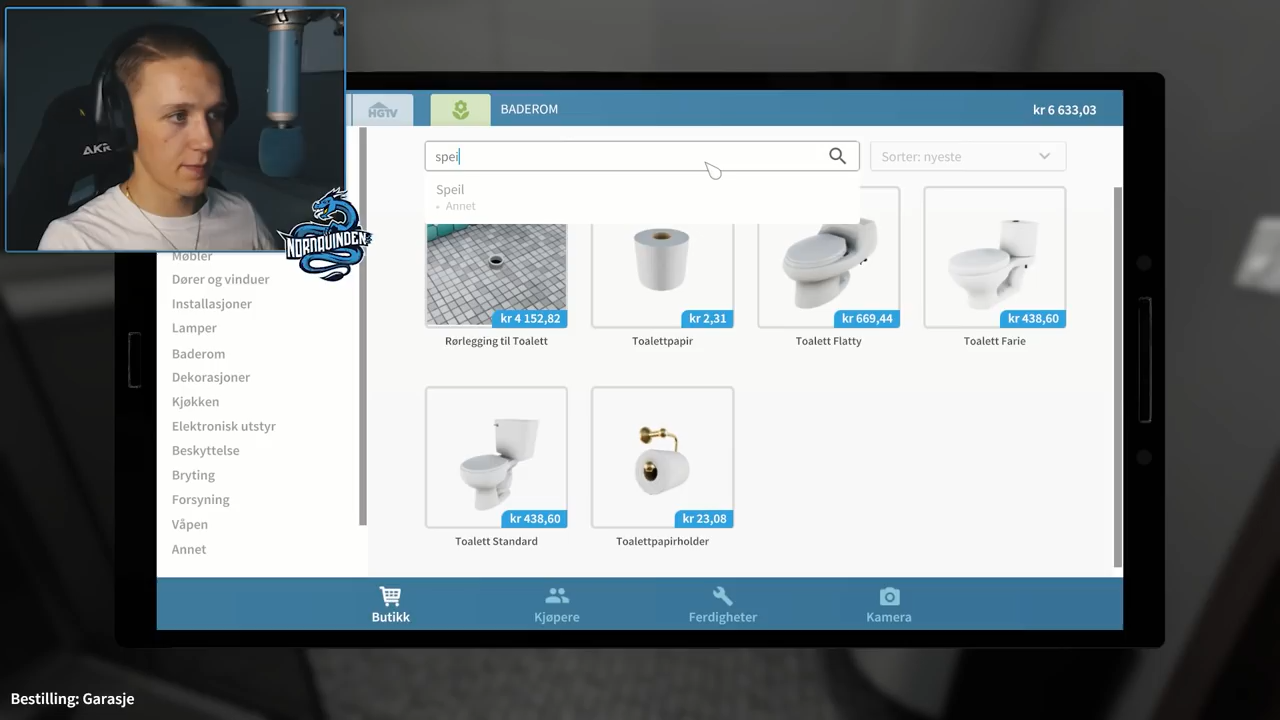 AKR
NORDQUINDEN
HGTV
BADEROM
kr 6 633,03
spei
Sorter: nyeste
Speil
• Annet
Møbler
Dører og vinduer
Installasjoner
Lamper
Baderom
Dekorasjoner
Kjøkken
Elektronisk utstyr
Beskyttelse
Bryting
Forsyning
Våpen
Annet
kr 4 152,82
kr 2,31
kr 669,44
kr 438,60
Rørlegging til Toalett
Toalettpapir
Toalett Flatty
Toalett Farie
kr 438,60
kr 23,08
Toalett Standard
Toalettpapirholder
Butikk
Kjøpere
Ferdigheter
Kamera
Bestilling: Garasje